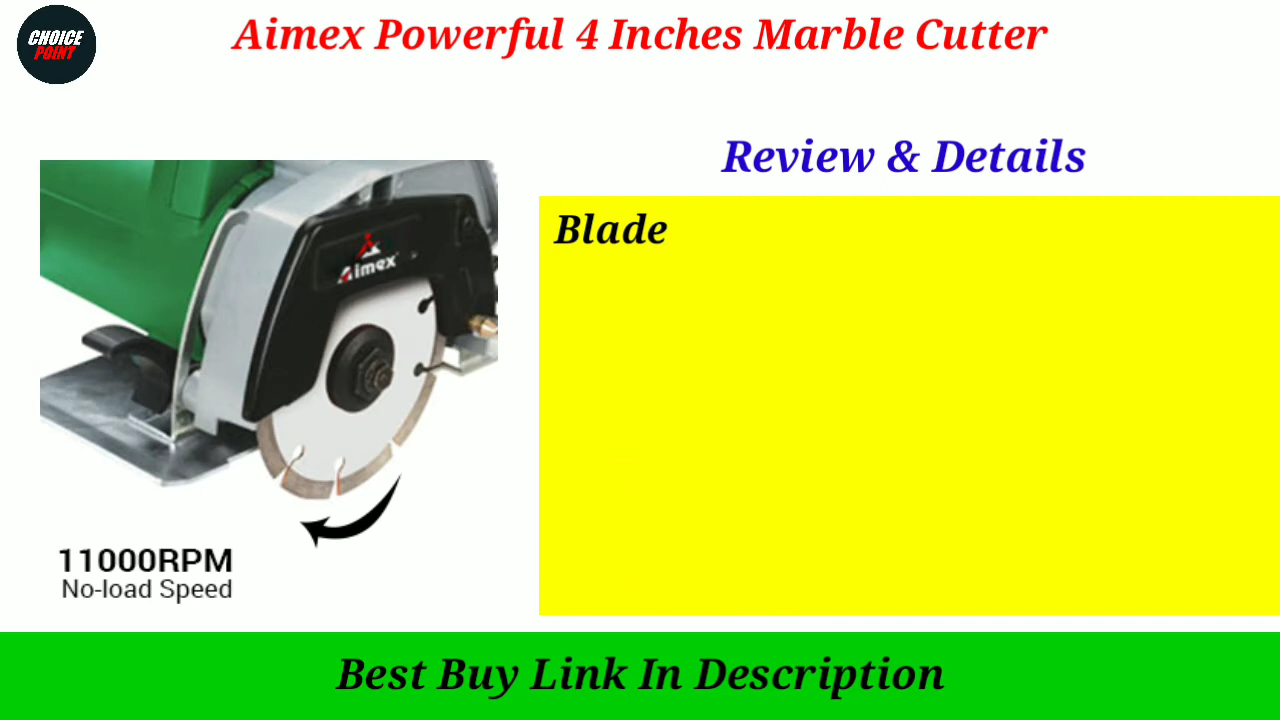 CHOICE
POINT
Aimex Powerful 4 Inches Marble Cutter
Review & Details
Blade
Aimex
11000RPM
No-load Speed
Best Buy Link In Description